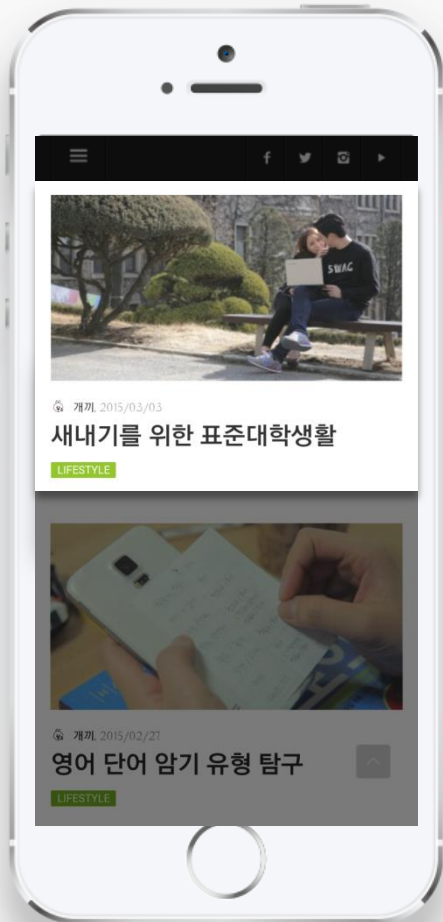 SWAG
개끼, 2015/03/03
새내기를 위한 표준대학생활
LIFESTYLE
개끼, 2015/02/27
영어 단어 암기 유형 탐구
LIFESTYLE